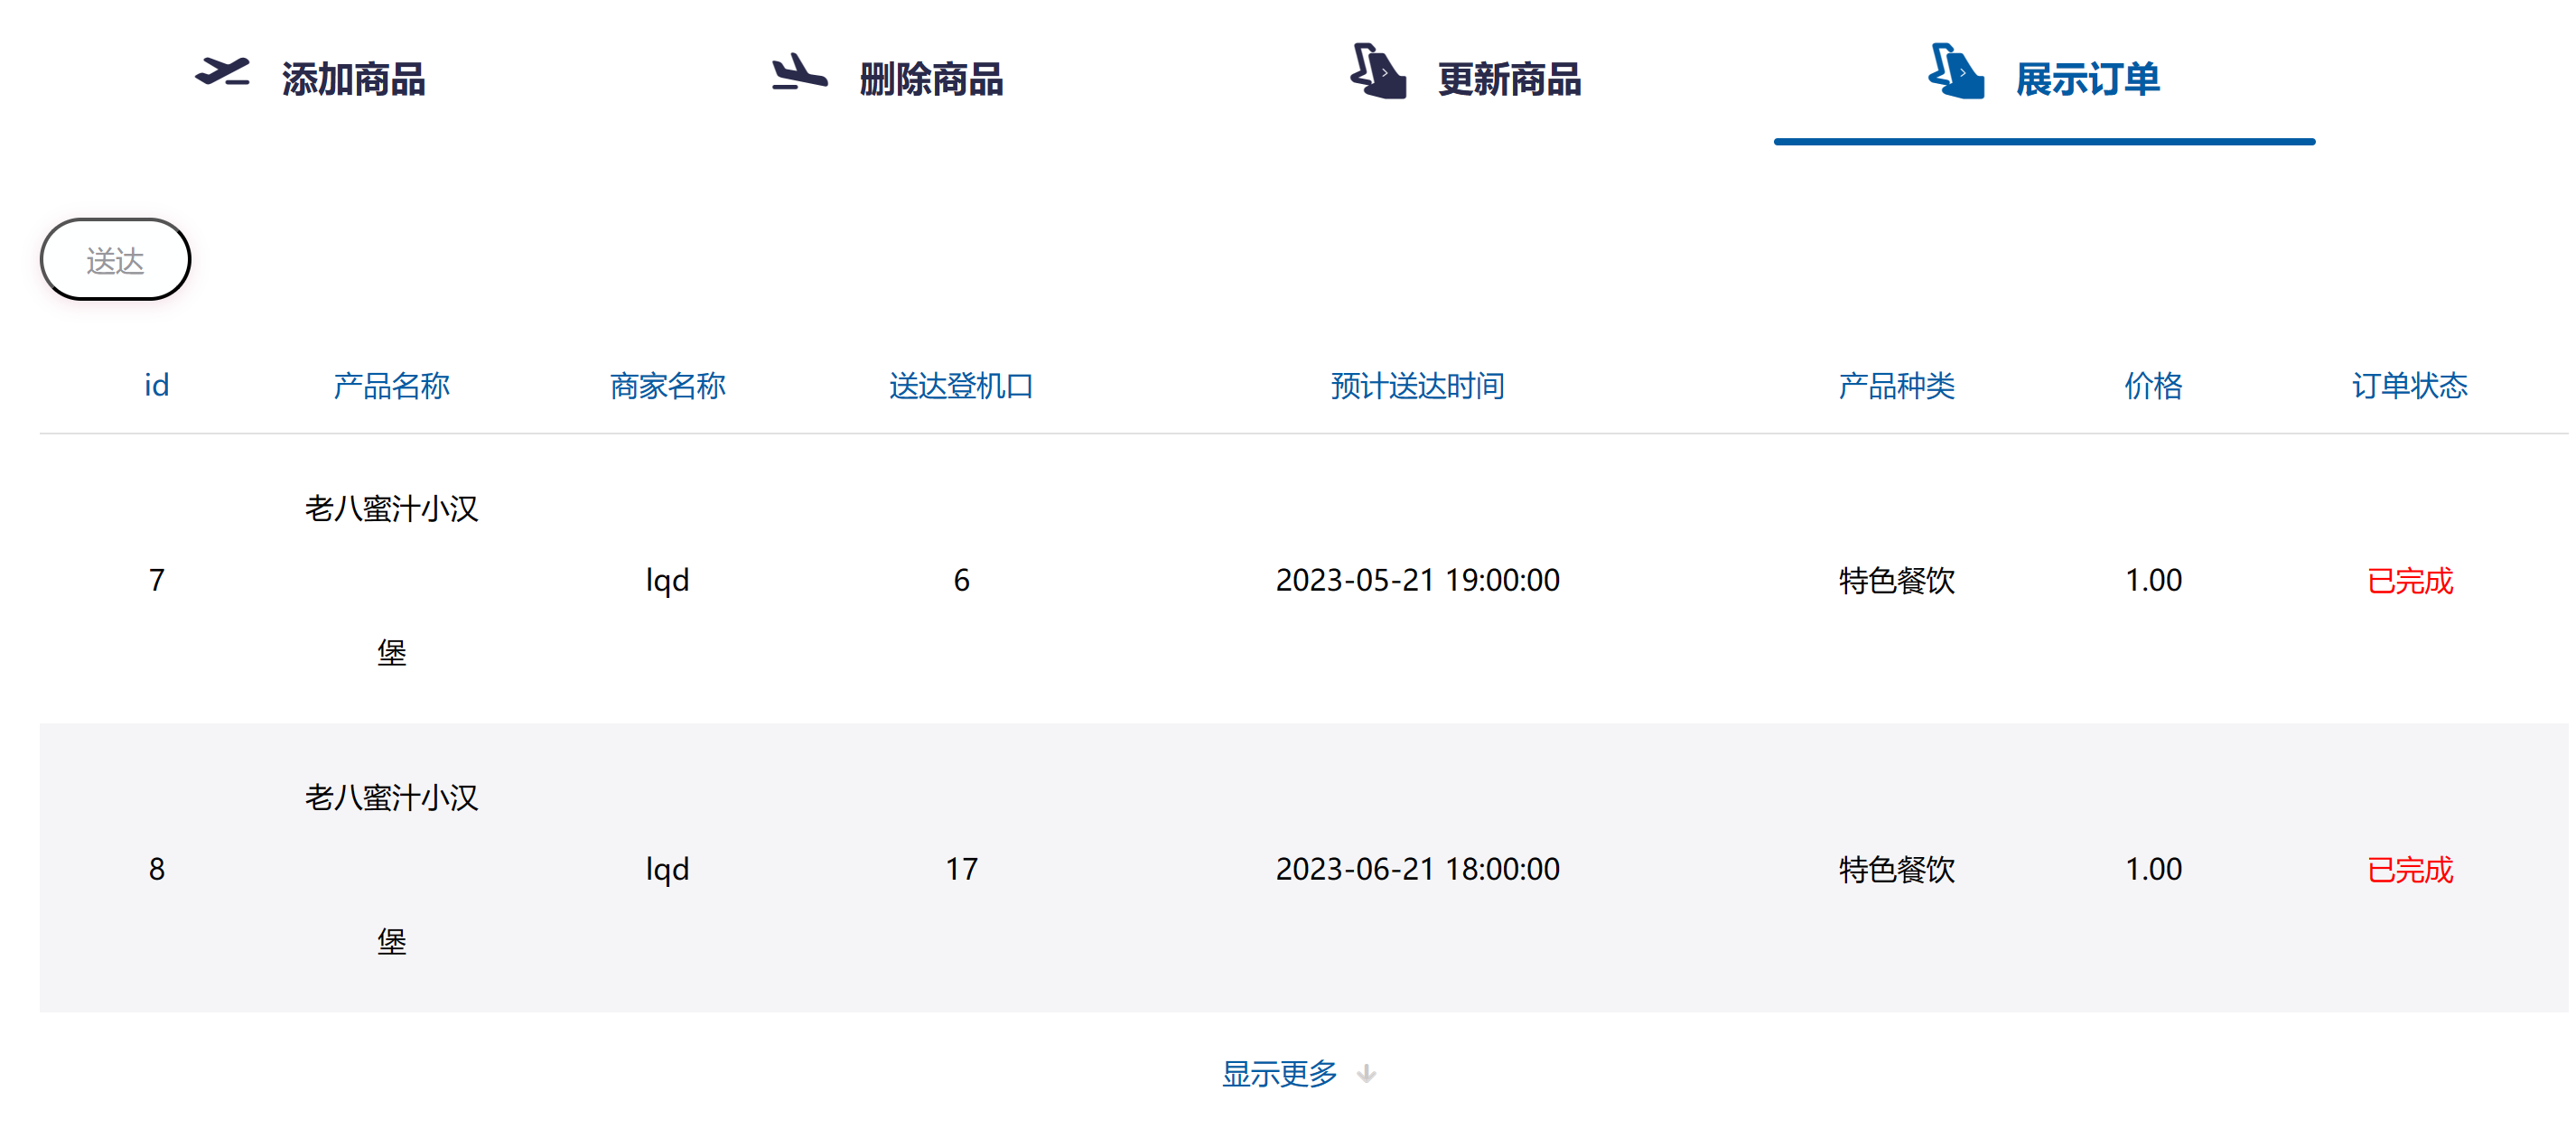 添加商品 删除商品 更新商品 展示订单
送达
id 产品名称 商家名称 送达登机口 预计送达时间 产品种类 价格 订单状态
老八蜜汁小汉
7 lqd 6 2023-05-21 19:00:00 特色餐饮 1.00 已完成
堡
老八蜜汁小汉
8 lqd 17 2023-06-21 18:00:00 特色餐饮 1.00 已完成
堡
显示更多